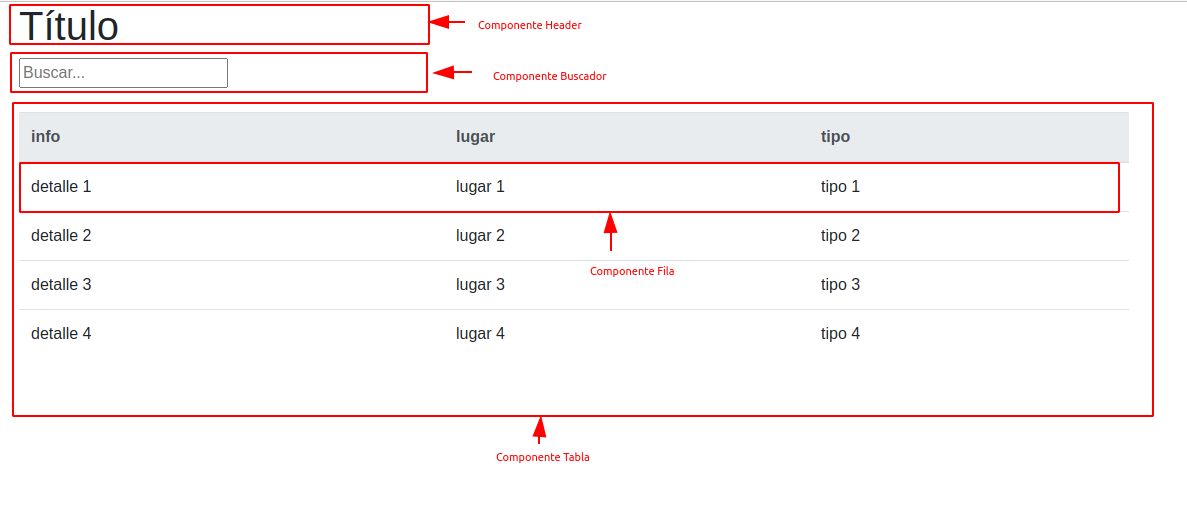 Título
Componente Header
Buscar...
Componente Buscador
info lugar tipo
detalle 1 lugar 1 tipo 1
detalle 2 lugar 2 tipo 2
Componente Fila
detalle 3 lugar 3 tipo 3
detalle 4 lugar 4 tipo 4
Componente Tabla